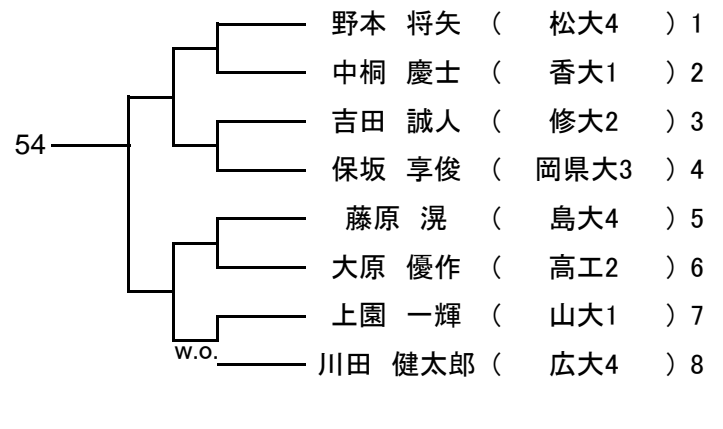 野本 将矢 ( 松大4 ) 1
中桐 慶士 ( 香大1 ) 2
吉田 誠人 ( 修大2 ) 3
54
保坂 享俊 ( 岡県大3 ) 4
藤原 滉 ( 島大4 ) 5
大原 優作 ( 高工2 ) 6
上園 一輝 ( 山大1 ) 7
w.o.
川田 健太郎 ( 広大4 ) 8